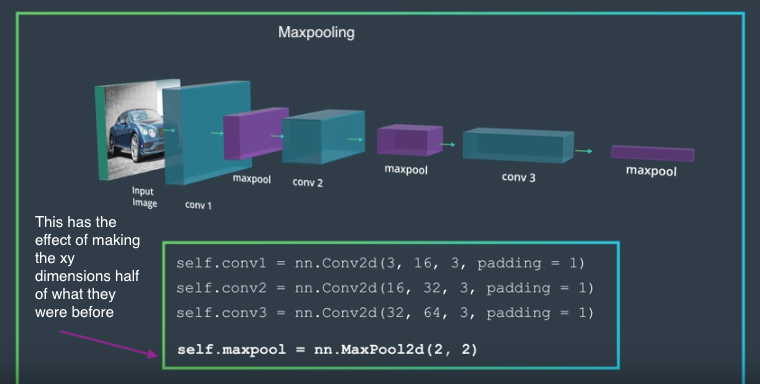 Maxpooling
Input
Image
conv 1
maxpool
conv 2
maxpool
conv 3
maxpool
This has the
effect of making
the xy
dimensions half
of what they
were before
self.conv1 = nn.Conv2d(3, 16, 3, padding = 1)
self.conv2 = nn.Conv2d(16, 32, 3, padding = 1)
self.conv3 = nn.Conv2d(32, 64, 3, padding = 1)
self.maxpool = nn.MaxPool2d(2, 2)